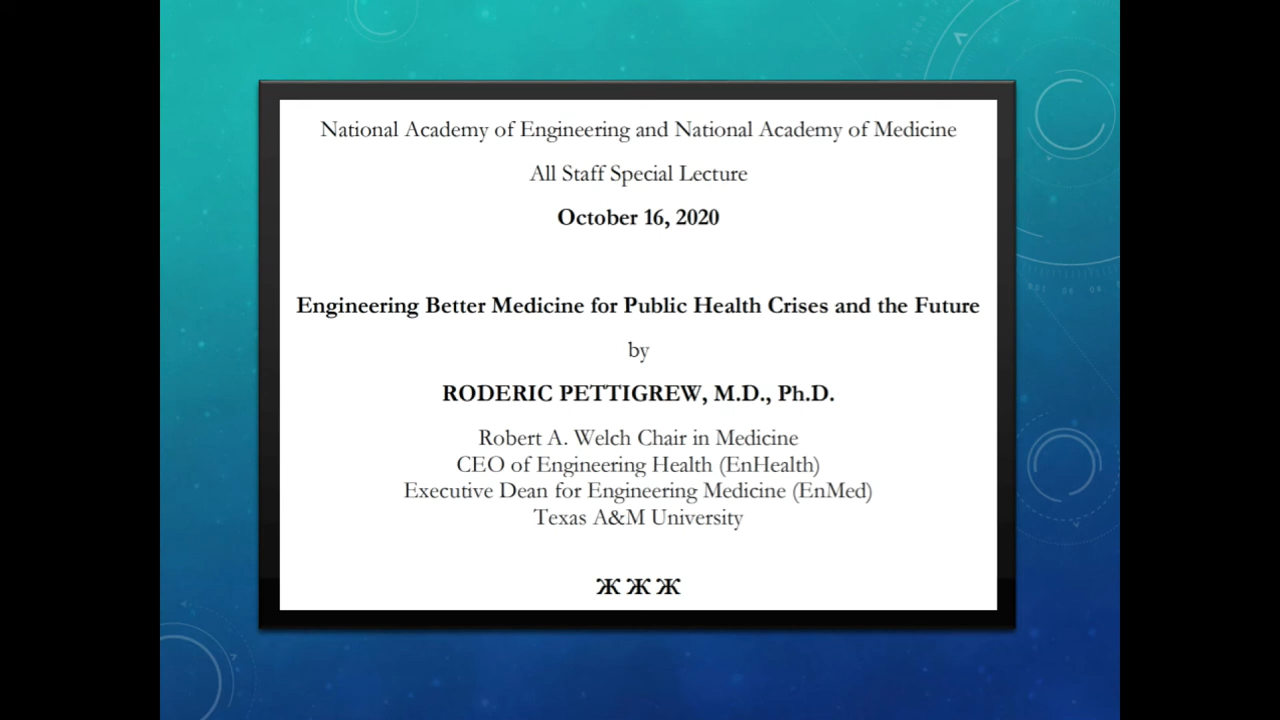 National Academy of Engineering and National Academy of Medicine
All Staff Special Lecture
October 16, 2020
Engineering Better Medicine for Public Health Crises and the Future
by
RODERIC PETTIGREW, M.D., Ph.D.
Robert A. Welch Chair in Medicine
CEO of Engineering Health (EnHealth)
Executive Dean for Engineering Medicine (EnMed)
Texas A&M University
Ж Ж Ж